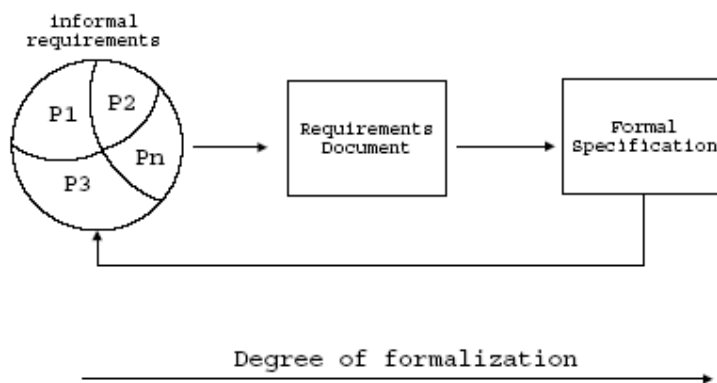 informal
requirements
P1
P2
Pn
P3
Requirements
Document
Formal
Specification
Degree of formalization